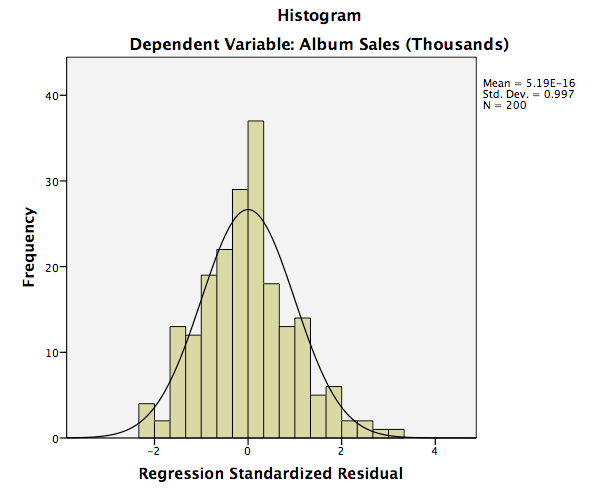 Histogram
Dependent Variable: Album Sales (Thousands)
Mean = 5.19E-16
Std. Dev. = 0.997
N = 200
Frequency
40
30
20
10
0
-2
0
2
4
Regression Standardized Residual